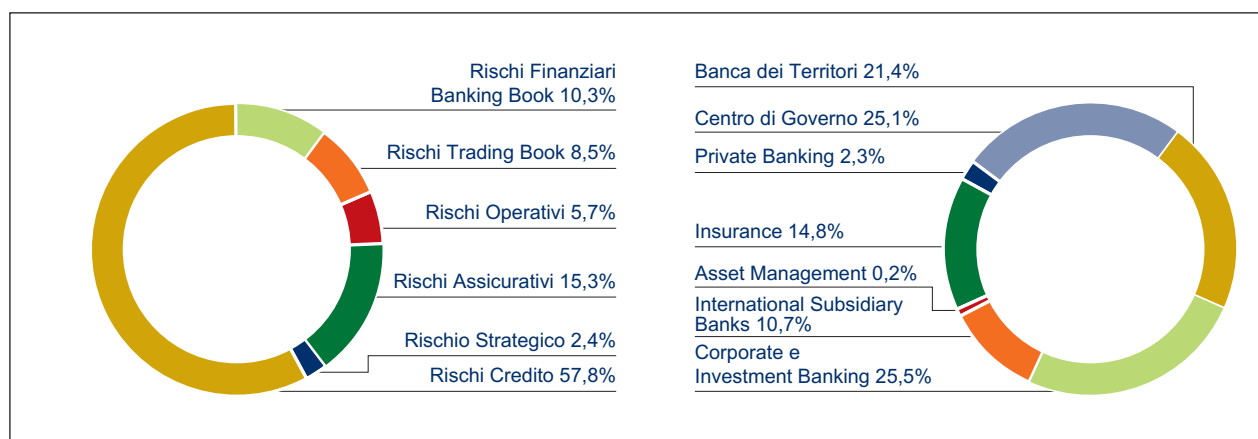 Rischi Finanziari
Banking Book 10,3%
Rischi Trading Book 8,5%
Rischi Operativi 5,7%
Rischi Assicurativi 15,3%
Rischio Strategico 2,4%
Rischi Credito 57,8%
Banca dei Territori 21,4%
Centro di Governo 25,1%
Private Banking 2,3%
Insurance 14,8%
Asset Management 0,2%
International Subsidiary
Banks 10,7%
Corporate e
Investment Banking 25,5%